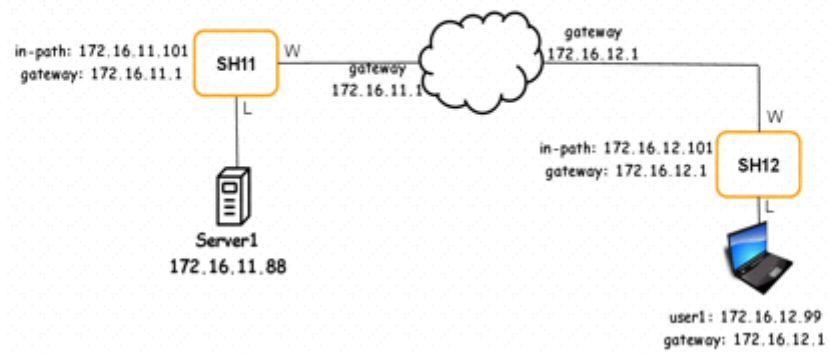 in-path: 172.16.11.101
gateway: 172.16.11.1
SH11
W
L
gateway
172.16.11.1
gateway
172.16.12.1
W
in-path: 172.16.12.101
gateway: 172.16.12.1
SH12
L
Server1
172.16.11.88
user1: 172.16.12.99
gateway: 172.16.12.1